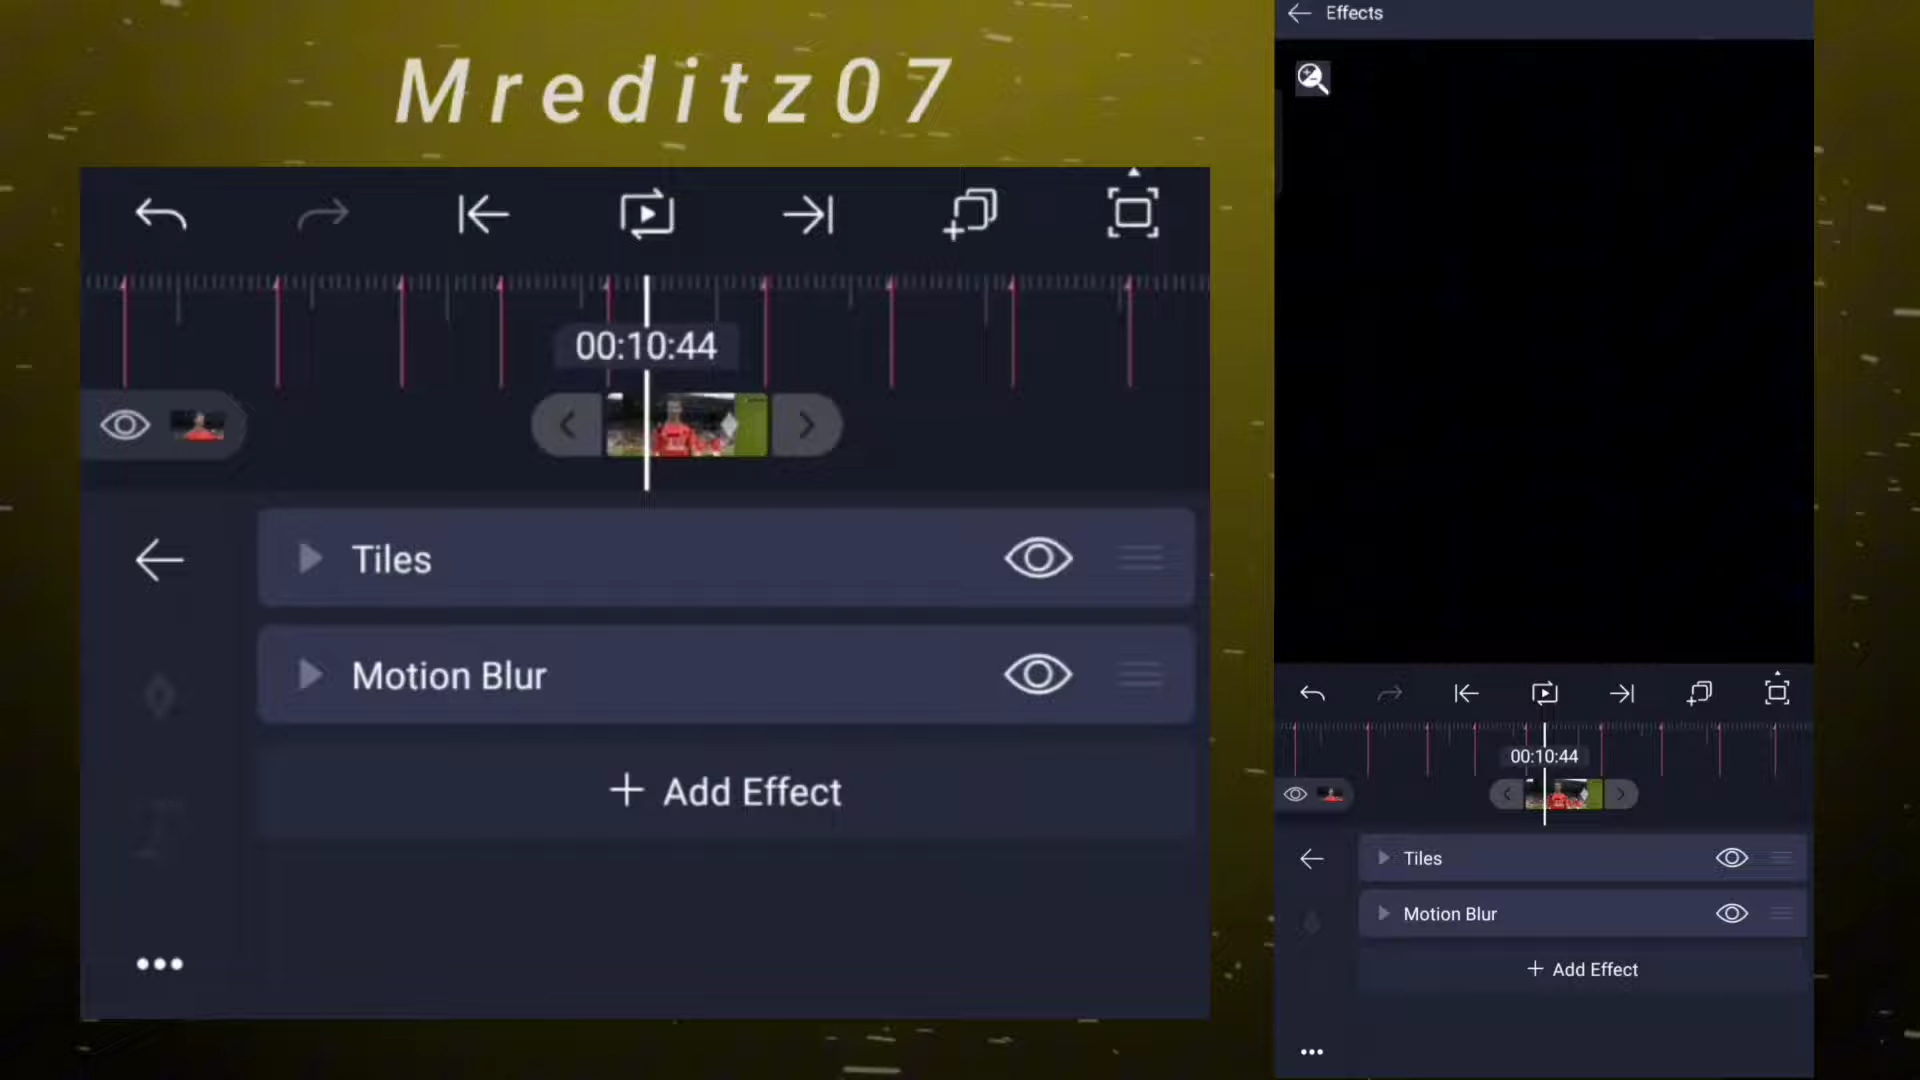 Mreditz07
00:10:44
Tiles
Motion Blur
+ Add Effect
Effects
00:10:44
Tiles
Motion Blur
+ Add Effect